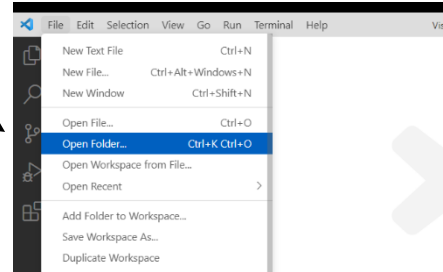 File Edit Selection View Go Run Terminal Help
New Text File Ctrl+N
New File... Ctrl+Alt+Windows+N
New Window Ctrl+Shift+N
Open File... Ctrl+O
Open Folder... Ctrl+K Ctrl+O
Open Workspace from File...
Open Recent
Add Folder to Workspace...
Save Workspace As...
Duplicate Workspace